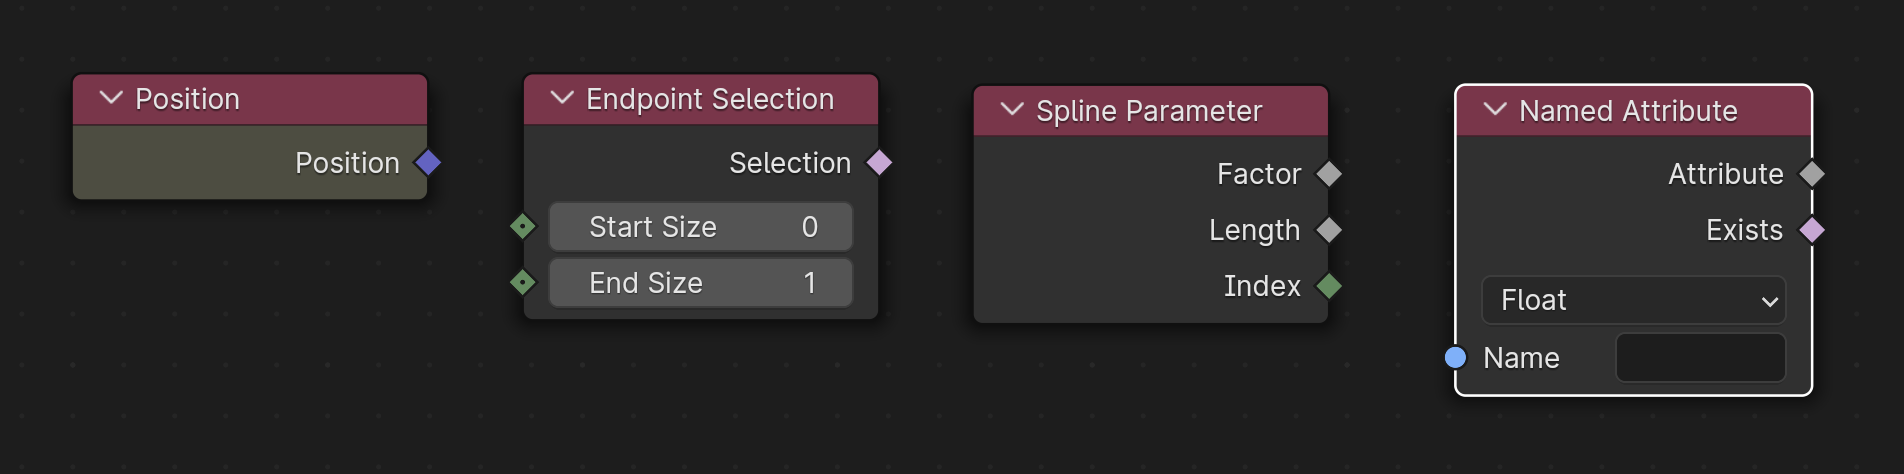 Position
Position
Endpoint Selection
Selection
Start Size 0
End Size 1
Spline Parameter
Factor
Length
Index
Named Attribute
Attribute
Exists
Float
Name